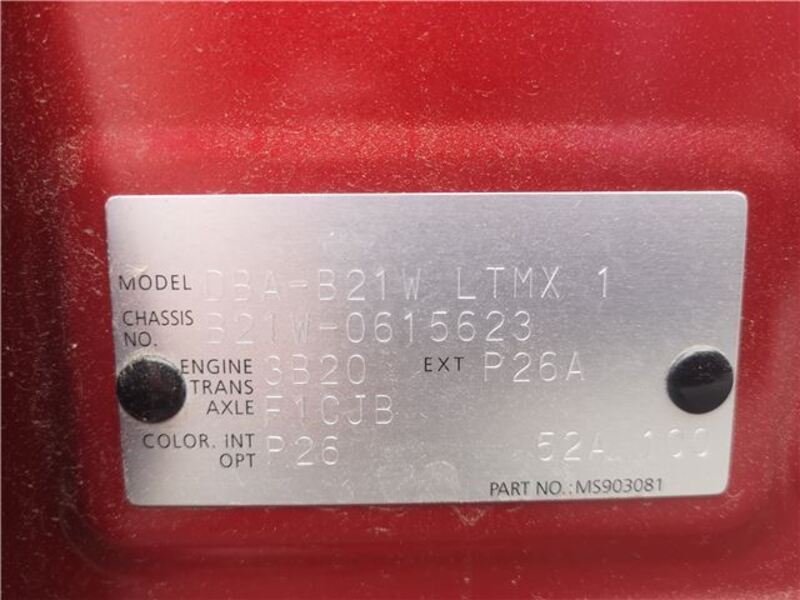 MODEL DBA-B21W LTMX 1
CHASSIS NO. B21W-0615623
ENGINE 3B20 EXT P26A
TRANS AXLE F1CJB
COLOR. INT OPT P26 52A 100
PART NO.: MS903081